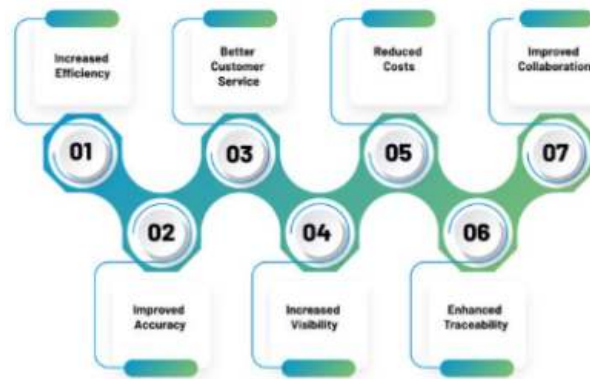 Increased
Efficiency
01
Improved
Accuracy
02
Better
Customer
Service
03
Increased
Visibility
04
Reduced
Costs
05
Enhanced
Traceability
06
Improved
Collaboration
07